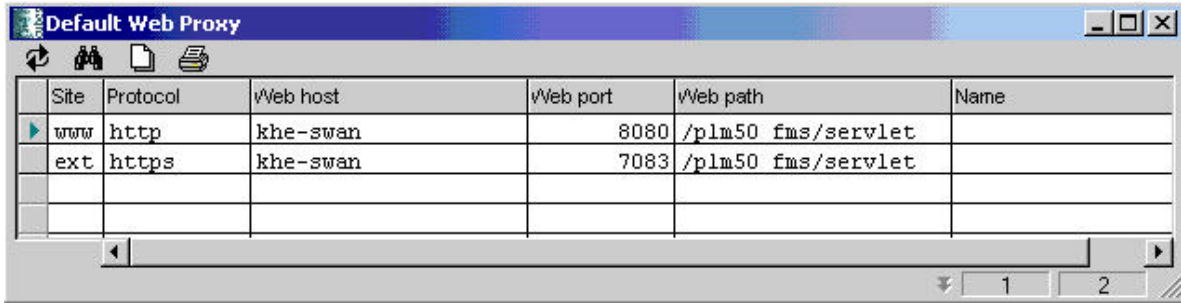 Default Web Proxy
Site Protocol Web host Web port Web path Name
www http khe-swan 8080 /plm50 fms/servlet
ext https khe-swan 7083 /plm50 fms/servlet
1 2